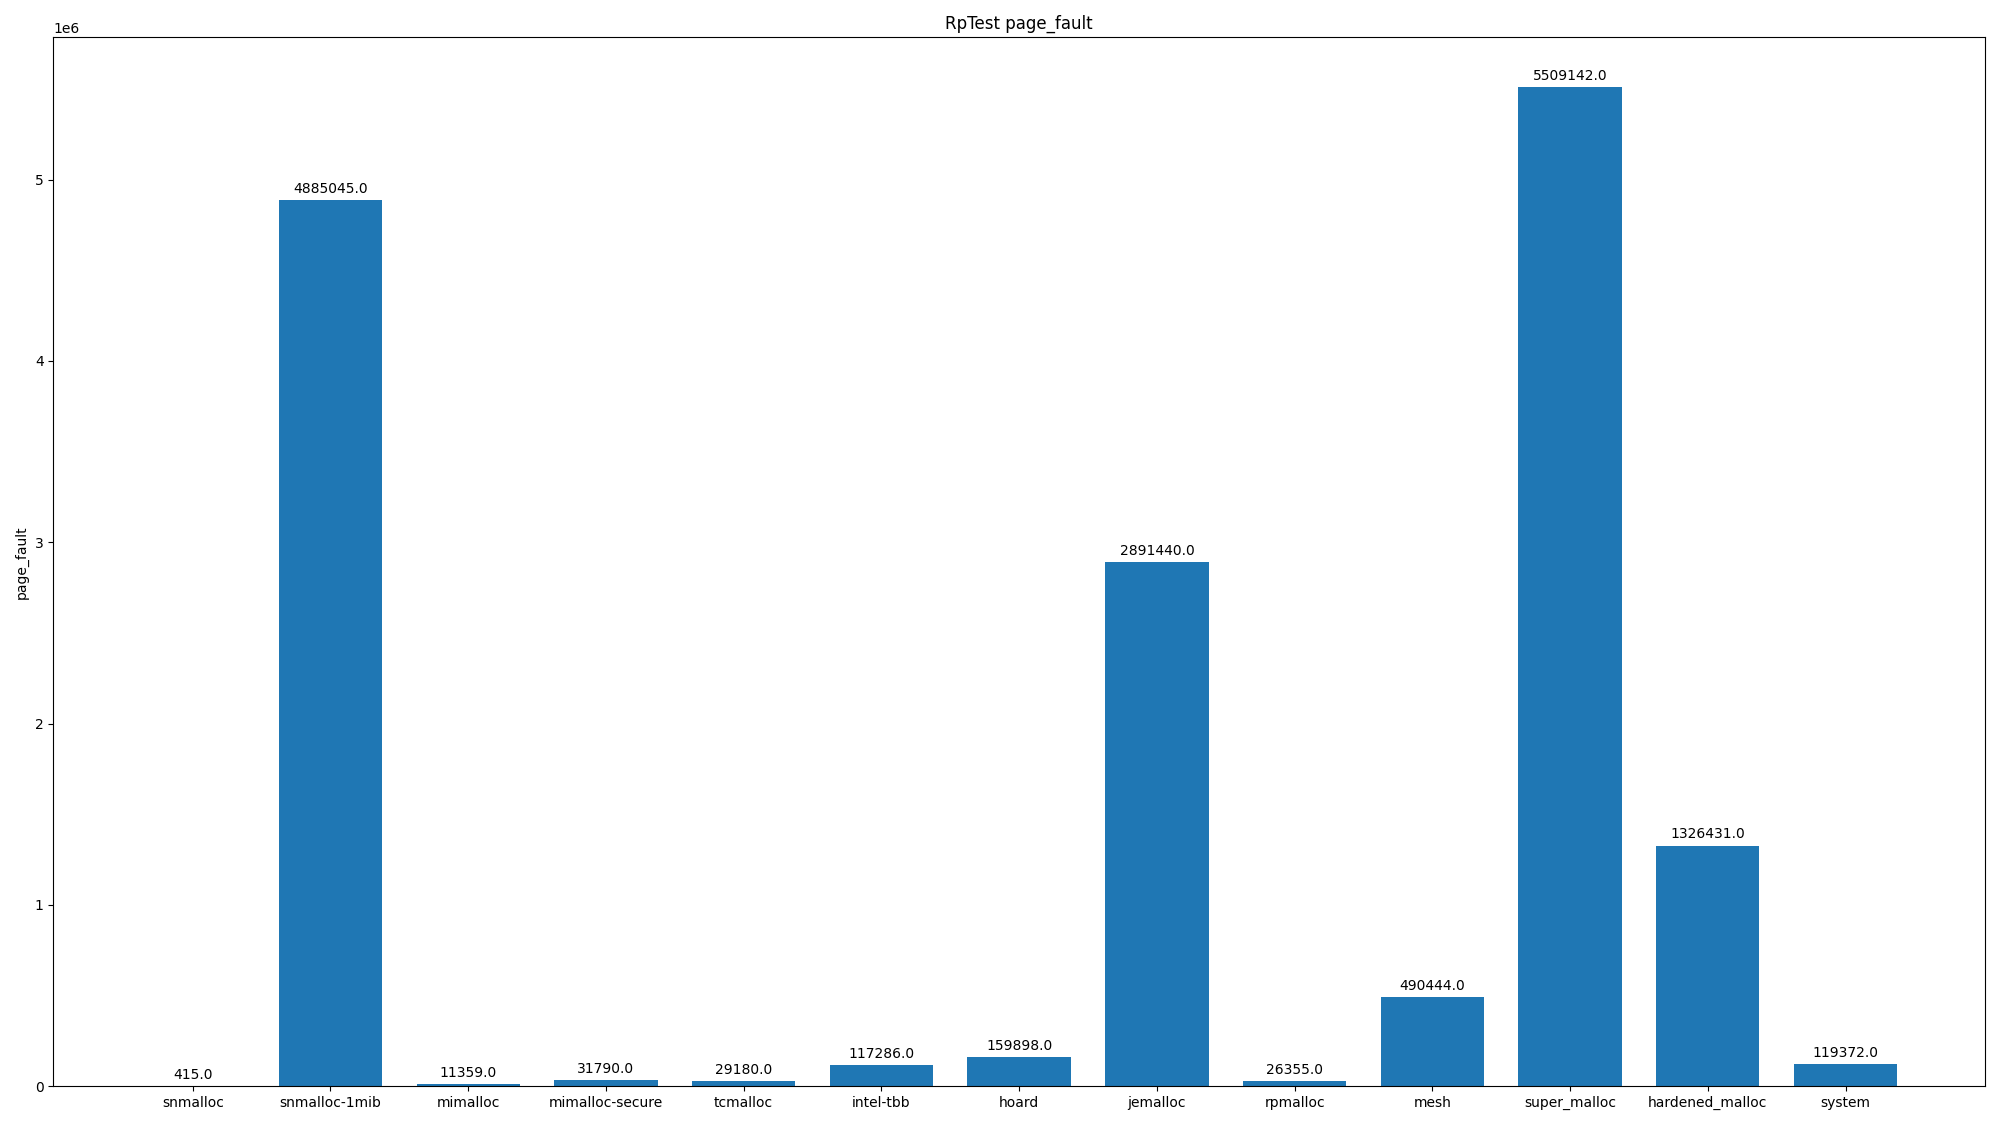 RpTest page_fault
1e6
page_fault
5
4
3
2
1
0
415.0
4885045.0
11359.0
31790.0
29180.0
117286.0
159898.0
2891440.0
26355.0
490444.0
5509142.0
1326431.0
119372.0
snmalloc
snmalloc-1mib
mimalloc
mimalloc-secure
tcmalloc
intel-tbb
hoard
jemalloc
rpmalloc
mesh
super_malloc
hardened_malloc
system